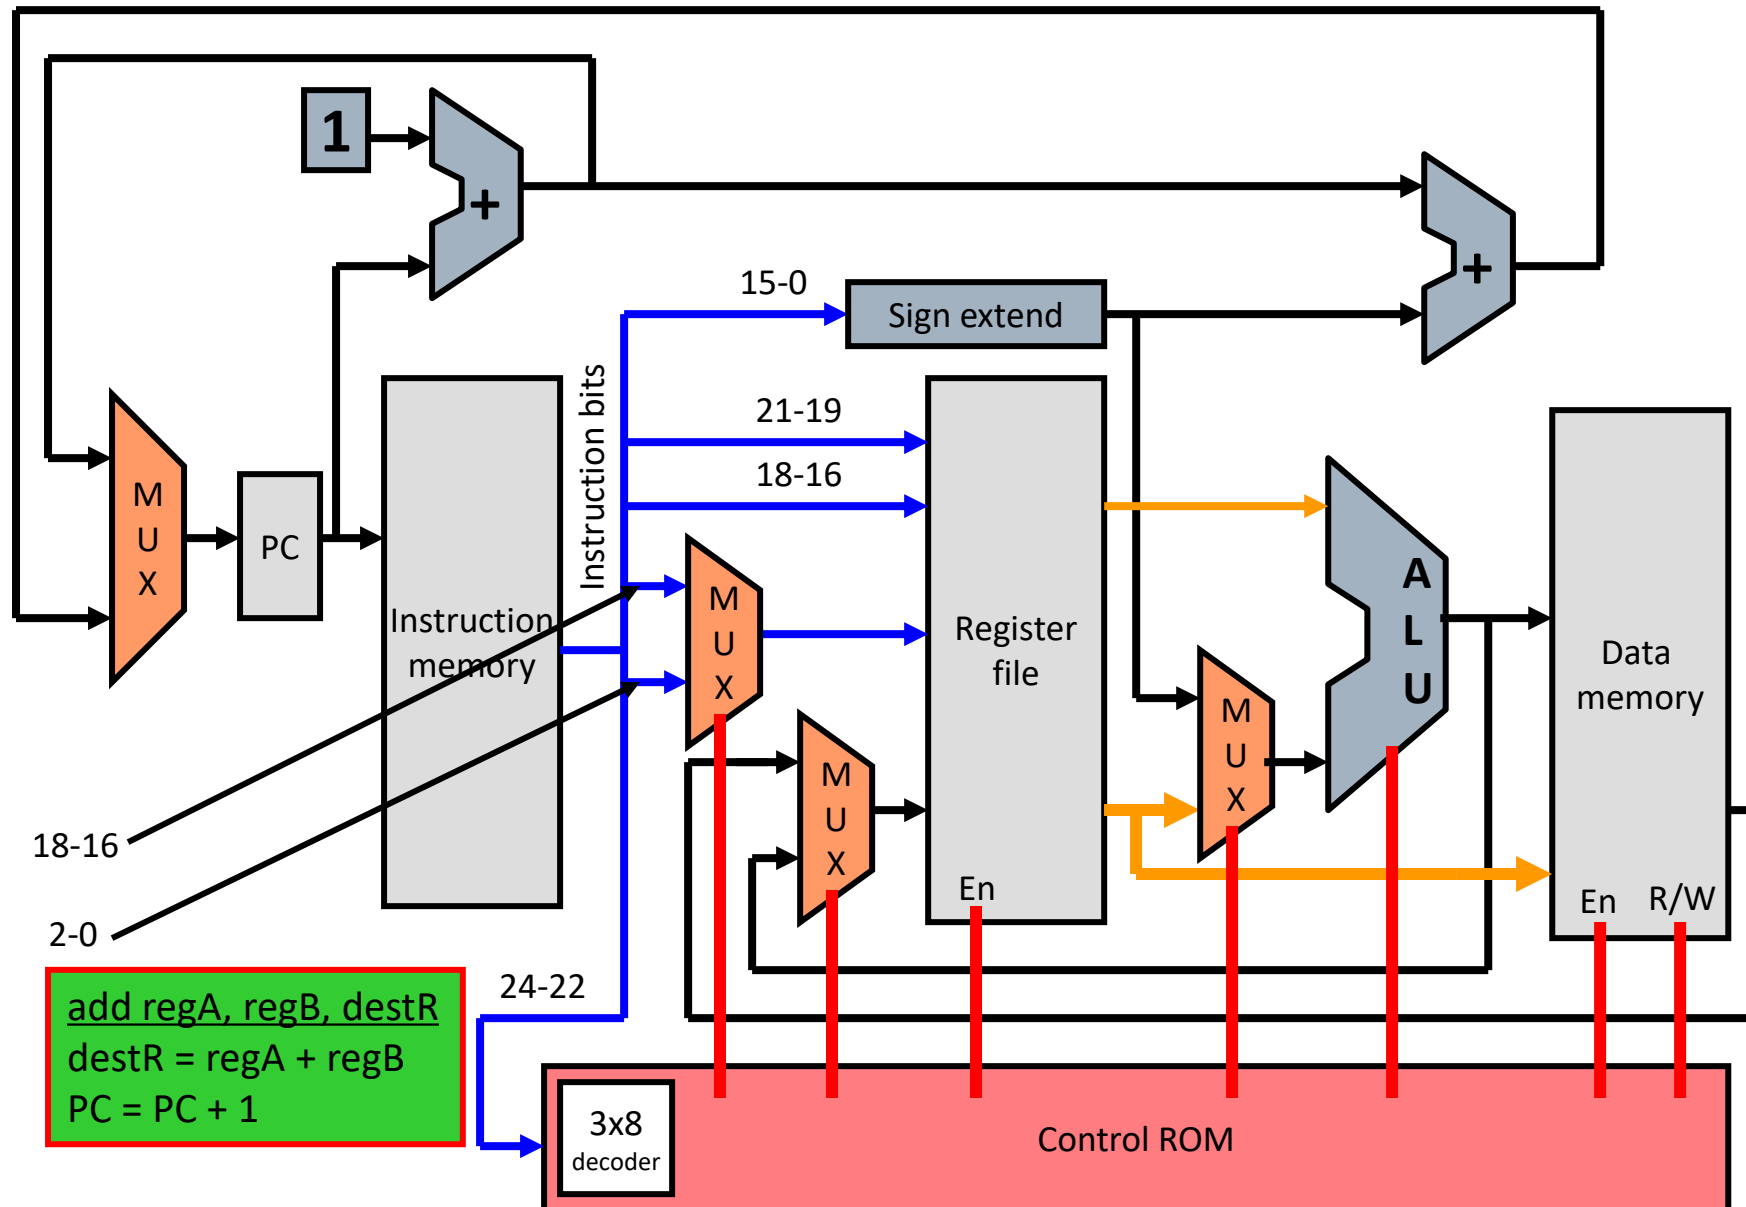 1
+
+
15-0
Sign extend
Instruction bits
21-19
18-16
M
U
X
PC
Instruction
memory
M
U
X
Register
file
En
A
L
U
M
U
X
M
U
X
Data
memory
En R/W
18-16
2-0
24-22
add regA, regB, destR
destR = regA + regB
PC = PC + 1
3x8
decoder
Control ROM